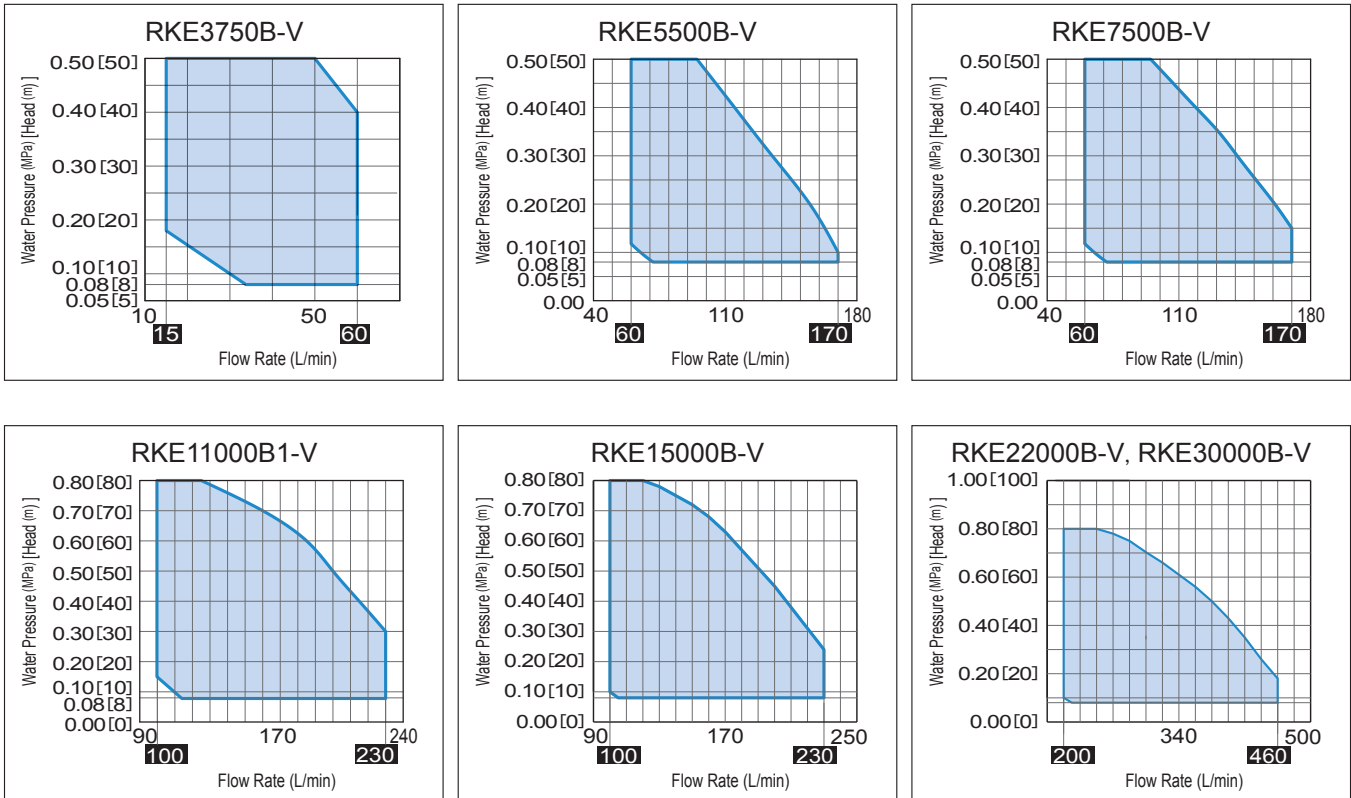 RKE3750B-V
Water Pressure (MPa) [Head (m)]
0.50 [50]
0.40 [40]
0.30 [30]
0.20 [20]
0.10 [10]
0.08 [8]
0.05 [5]
10 50
15 60
Flow Rate (L/min)
RKE5500B-V
Water Pressure (MPa) [Head (m)]
0.50 [50]
0.40 [40]
0.30 [30]
0.20 [20]
0.10 [10]
0.08 [8]
0.05 [5]
0.00
40 110 180
60 170
Flow Rate (L/min)
RKE7500B-V
Water Pressure (MPa) [Head (m)]
0.50 [50]
0.40 [40]
0.30 [30]
0.20 [20]
0.10 [10]
0.08 [8]
0.05 [5]
0.00
40 110 180
60 170
Flow Rate (L/min)
RKE11000B1-V
Water Pressure (MPa) [Head (m)]
0.80 [80]
0.70 [70]
0.60 [60]
0.50 [50]
0.40 [40]
0.30 [30]
0.20 [20]
0.10 [10]
0.08 [8]
0.00 [0]
90 170 240
100 230
Flow Rate (L/min)
RKE15000B-V
Water Pressure (MPa) [Head (m)]
0.80 [80]
0.70 [70]
0.60 [60]
0.50 [50]
0.40 [40]
0.30 [30]
0.20 [20]
0.10 [10]
0.00 [0]
90 170 250
100 230
Flow Rate (L/min)
RKE22000B-V, RKE30000B-V
Water Pressure (MPa) [Head (m)]
1.00 [100]
0.80 [80]
0.60 [60]
0.40 [40]
0.20 [20]
0.00 [0]
340 500
200 460
Flow Rate (L/min)